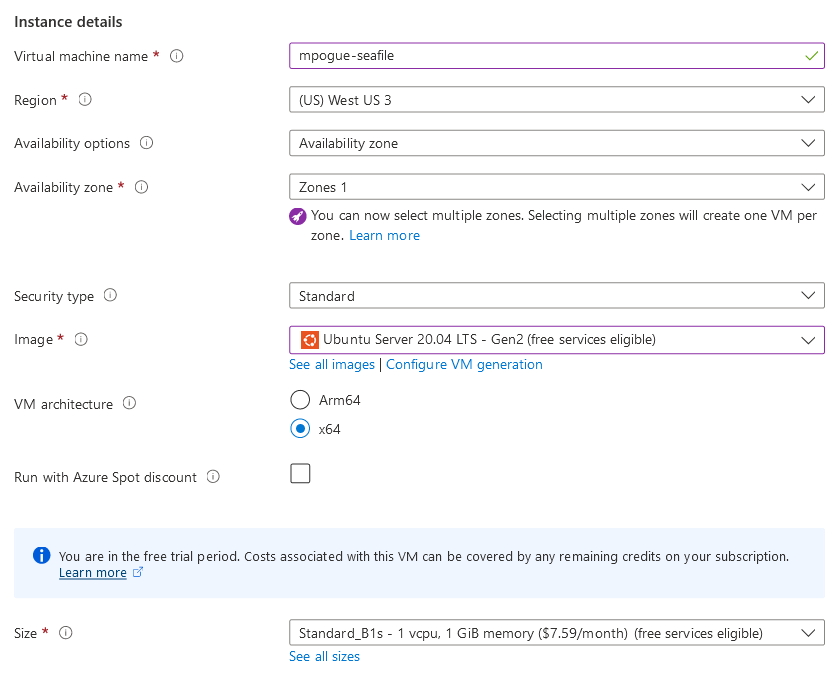 Instance details
Virtual machine name *
mpogue-seafile
Region *
(US) West US 3
Availability options
Availability zone
Availability zone *
Zones 1
You can now select multiple zones. Selecting multiple zones will create one VM per
zone. Learn more
Security type
Standard
Image *
Ubuntu Server 20.04 LTS - Gen2 (free services eligible)
See all images | Configure VM generation
VM architecture
Arm64
x64
Run with Azure Spot discount
You are in the free trial period. Costs associated with this VM can be covered by any remaining credits on your subscription.
Learn more
Size *
Standard_B1s - 1 vcpu, 1 GiB memory ($7.59/month) (free services eligible)
See all sizes